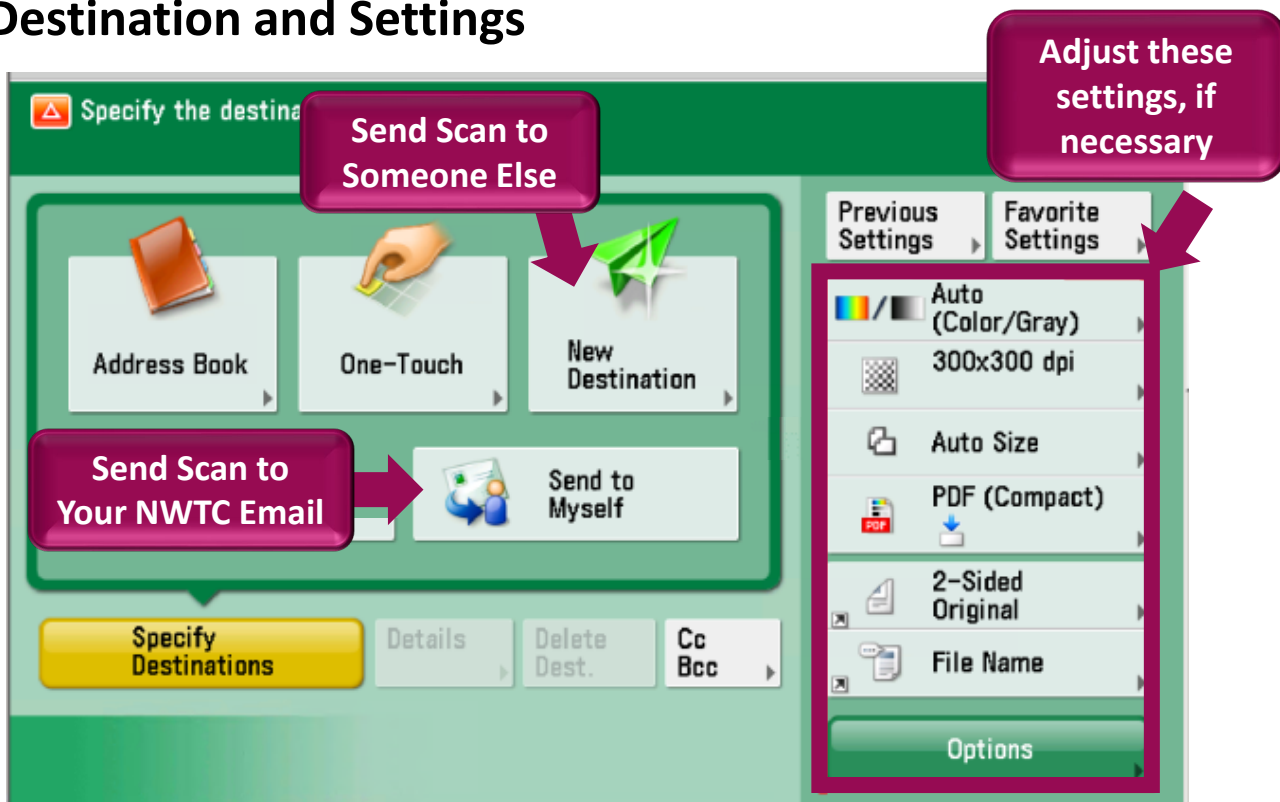 Destination and Settings
Adjust these
settings, if
necessary
Specify the
Send Scan to
Someone Else
Previous
Settings
Favorite
Settings
Address Book
One-Touch
New
Destination
Auto
(Color/Gray)
300x300 dpi
Auto Size
PDF (Compact)
PDF
2-Sided
Original
File Name
Options
Send Scan to
Your NWTC Email
Send to
Myself
Specify
Destinations
Details
Delete
Dest.
Cc
Bcc